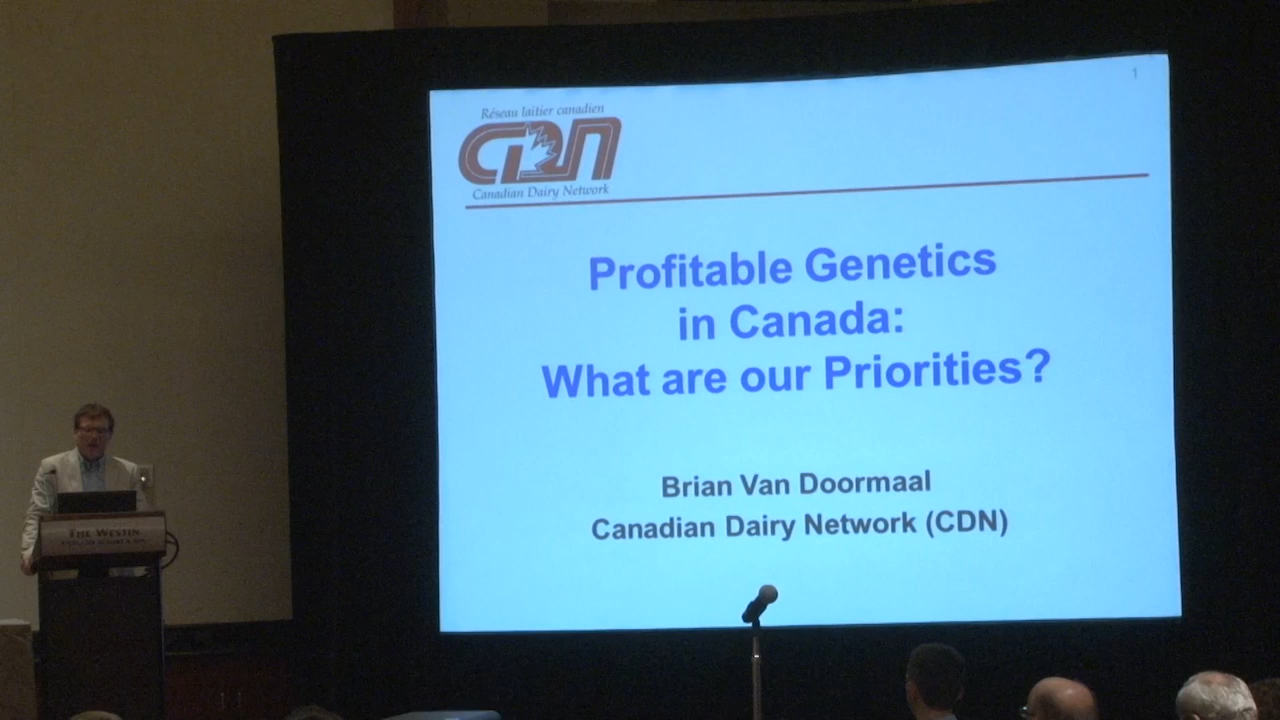 1
Réseau laitier canadien
CDN
Canadian Dairy Network
Profitable Genetics
in Canada:
What are our Priorities?
Brian Van Doormaal
Canadian Dairy Network (CDN)
THE WESTIN